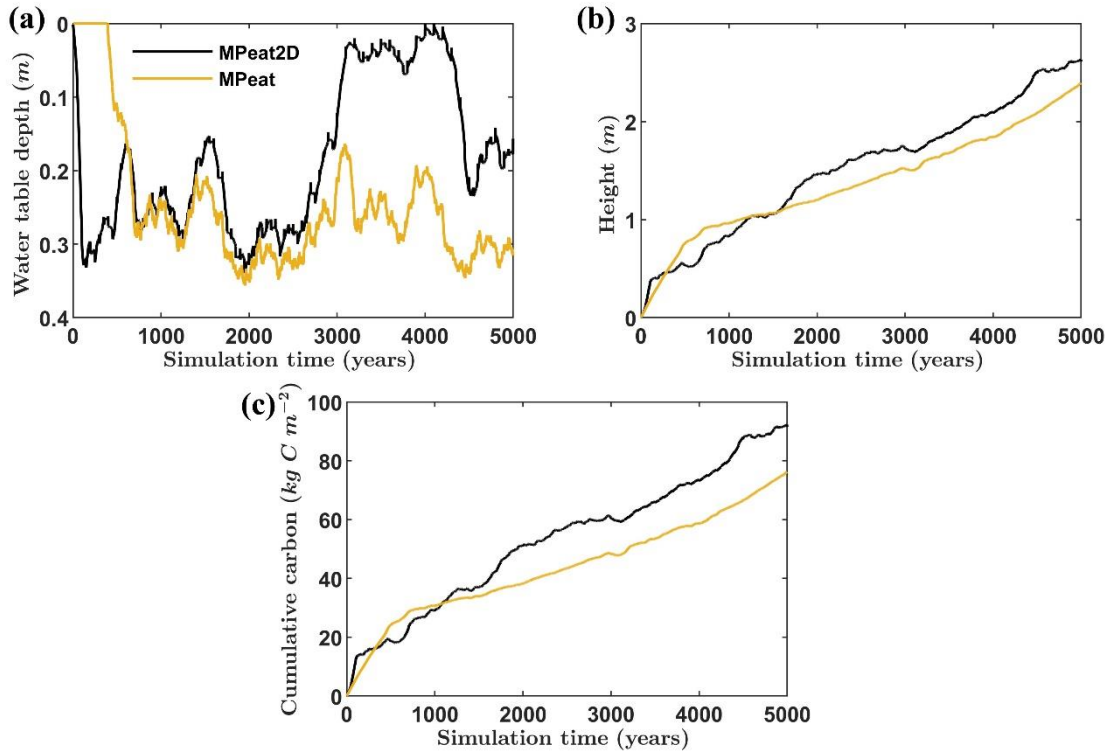 (a)
Water table depth (m)
0
0.1
0.2
0.3
0.4
MPeat2D
MPeat
0 1000 2000 3000 4000 5000
Simulation time (years)
(b)
Height (m)
3
2
1
0
0 1000 2000 3000 4000 5000
Simulation time (years)
(c)
Cumulative carbon (kg C m⁻²)
100
80
60
40
20
0
0 1000 2000 3000 4000 5000
Simulation time (years)